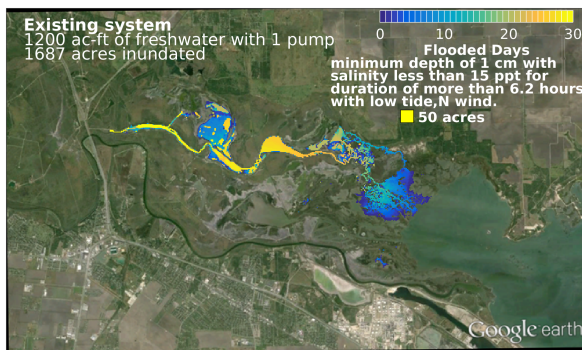 Existing system
1200 ac-ft of freshwater with 1 pump
1687 acres inundated
0 10 20 30
Flooded Days
minimum depth of 1 cm with
salinity less than 15 ppt for
duration of more than 6.2 hours
with low tide,N wind.
50 acres
Google earth